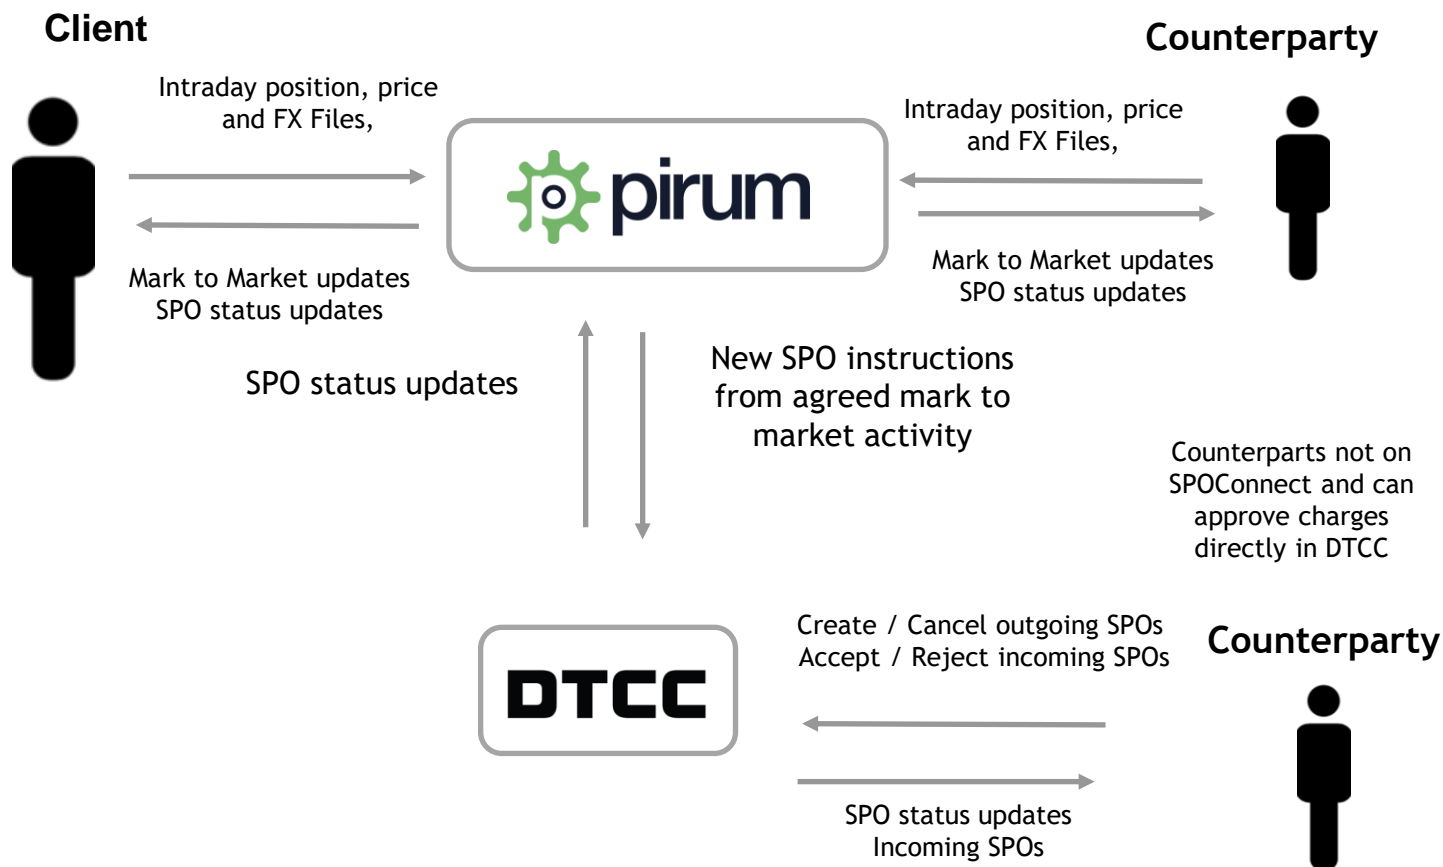 Client
Counterparty
Intraday position, price
and FX Files,
Intraday position, price
and FX Files,
pirum
Mark to Market updates
SPO status updates
Mark to Market updates
SPO status updates
SPO status updates
New SPO instructions
from agreed mark to
market activity
Counterparts not on
SPOConnect and can
approve charges
directly in DTCC
Create / Cancel outgoing SPOs
Accept / Reject incoming SPOs
Counterparty
DTCC
SPO status updates
Incoming SPOs